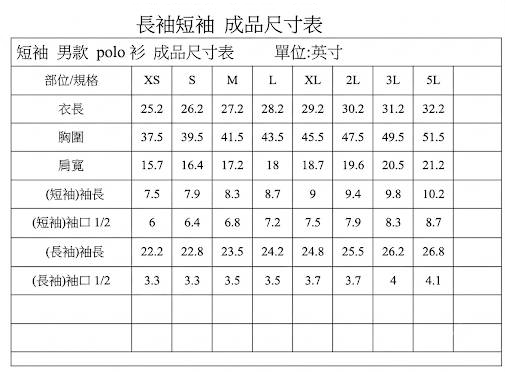 長袖短袖 成品尺寸表
短袖 男款 polo 衫 成品尺寸表 單位:英寸
部位/規格 XS S M L XL 2L 3L 5L
衣長 25.2 26.2 27.2 28.2 29.2 30.2 31.2 32.2
胸圍 37.5 39.5 41.5 43.5 45.5 47.5 49.5 51.5
肩寬 15.7 16.4 17.2 18 18.7 19.6 20.5 21.2
(短袖)袖長 7.5 7.9 8.3 8.7 9 9.4 9.8 10.2
(短袖)袖口 1/2 6 6.4 6.8 7.2 7.5 7.9 8.3 8.7
(長袖)袖長 22.2 22.8 23.5 24.2 24.8 25.5 26.2 26.8
(長袖)袖口 1/2 3.3 3.3 3.5 3.5 3.7 3.7 4 4.1